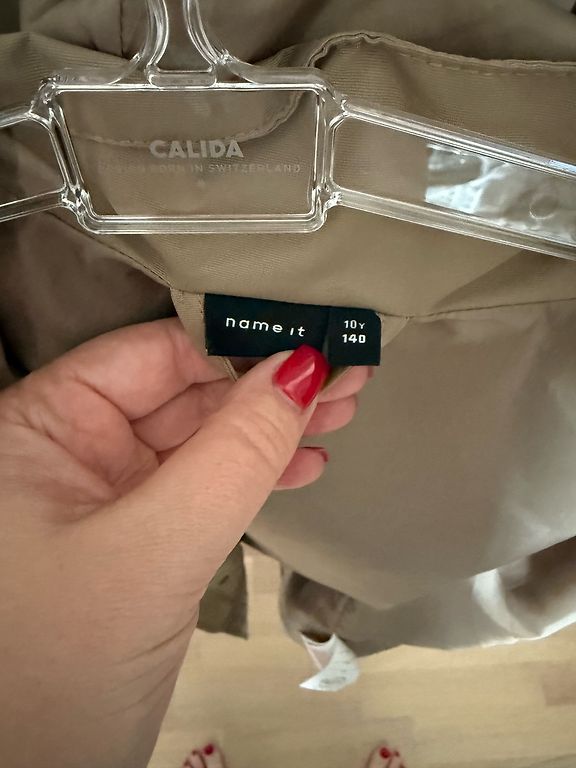 CALIDA
BORN IN SWITZERLAND
name it
10Y
140